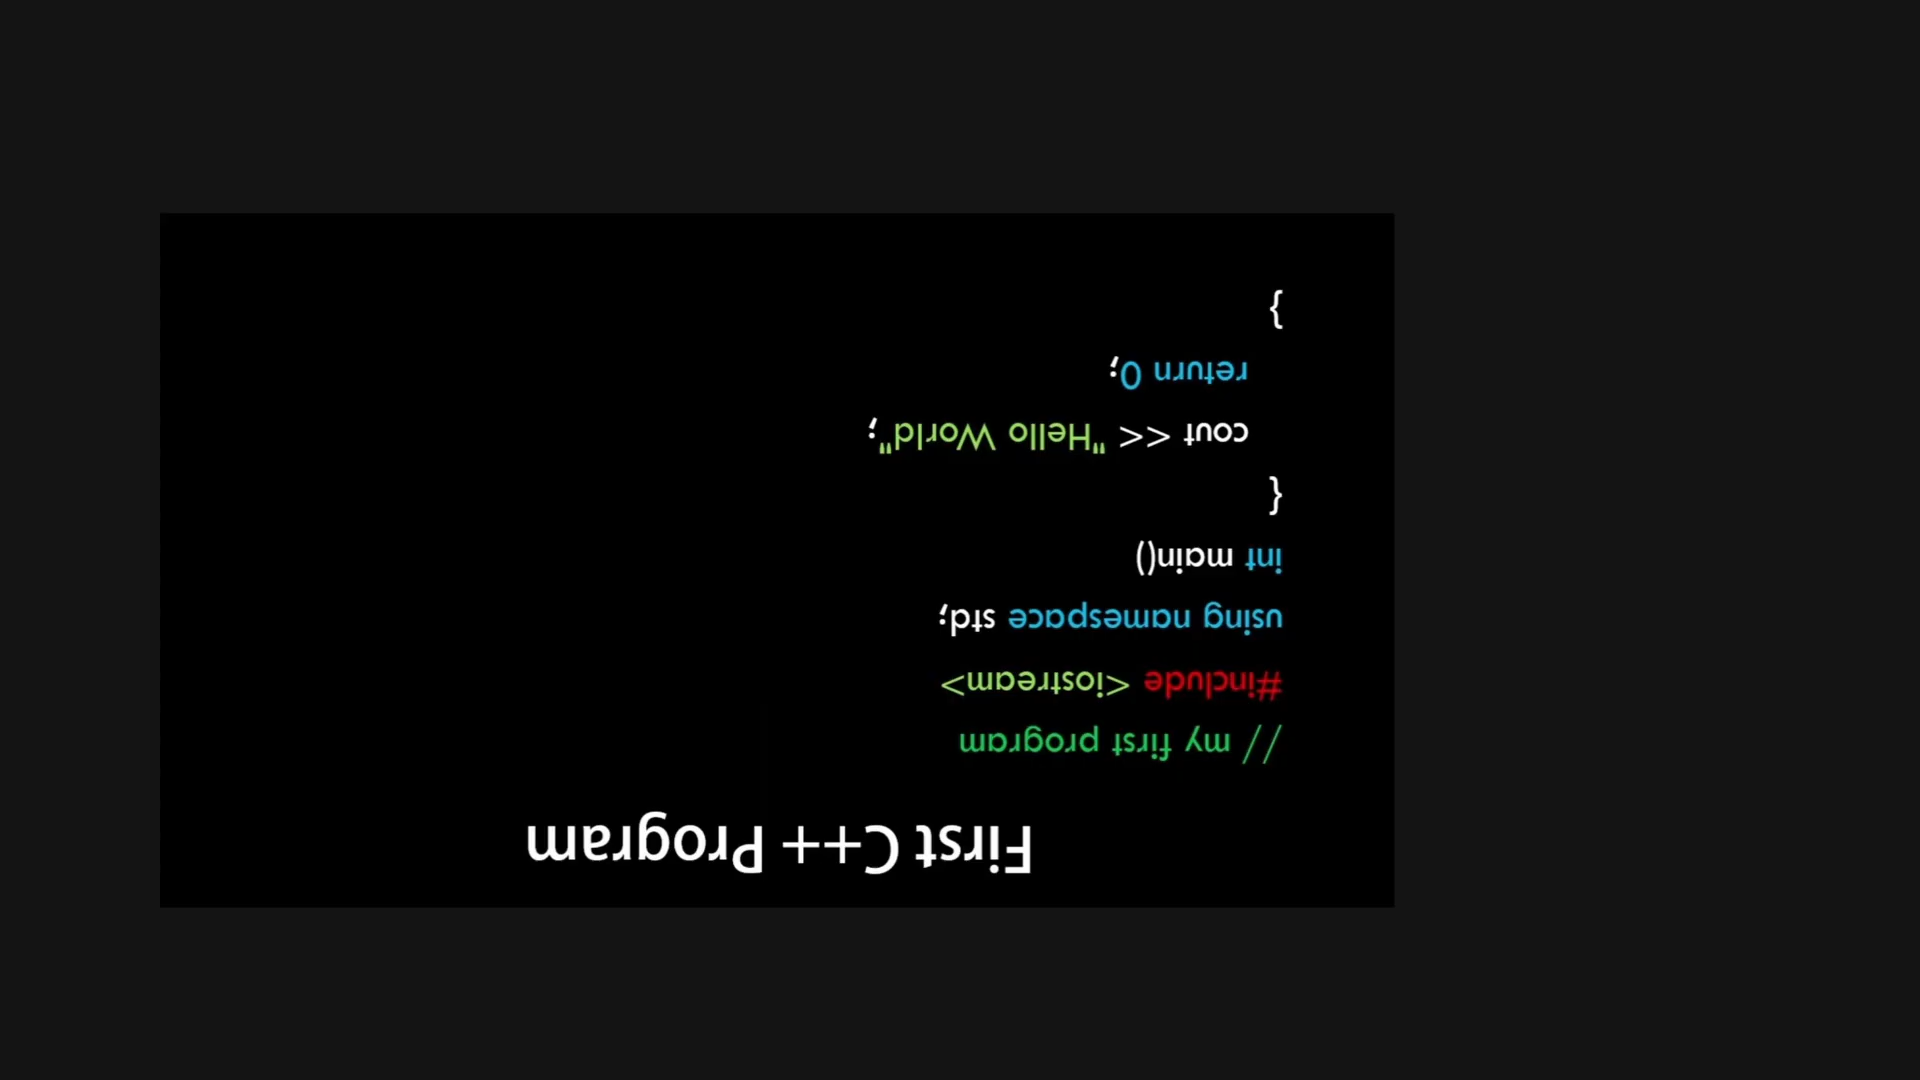 First C++ Program
// my first program
#include <iostream>
using namespace std;
int main()
{
cout << "Hello World";
return 0;
}